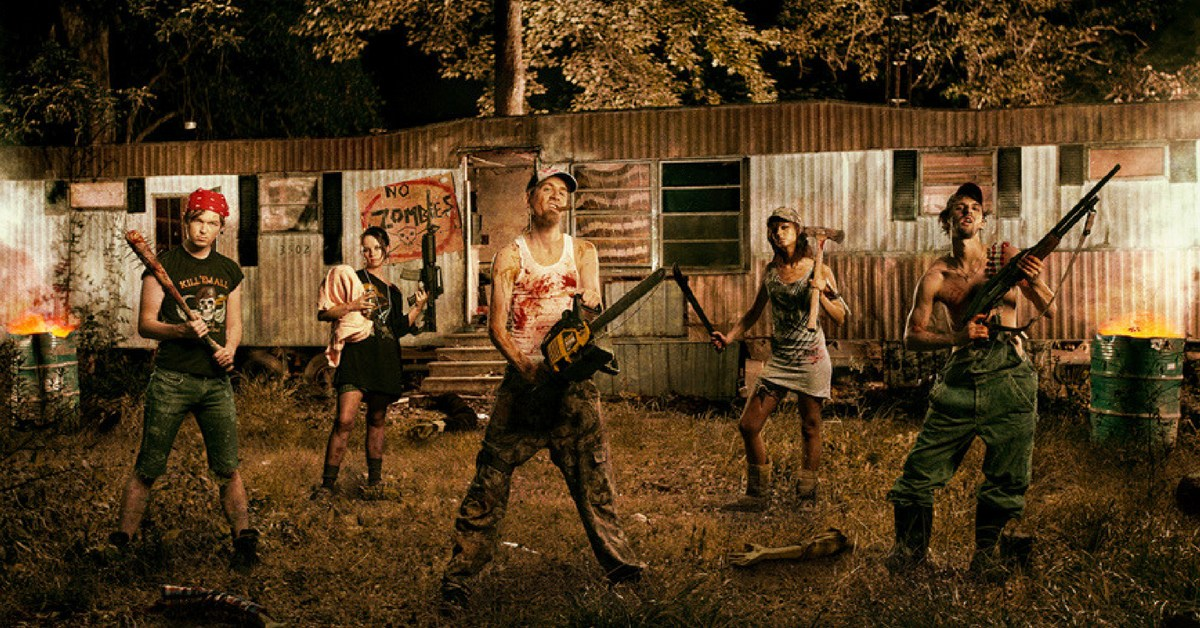 NO
ZOMBIES
KILL'EM ALL
3502